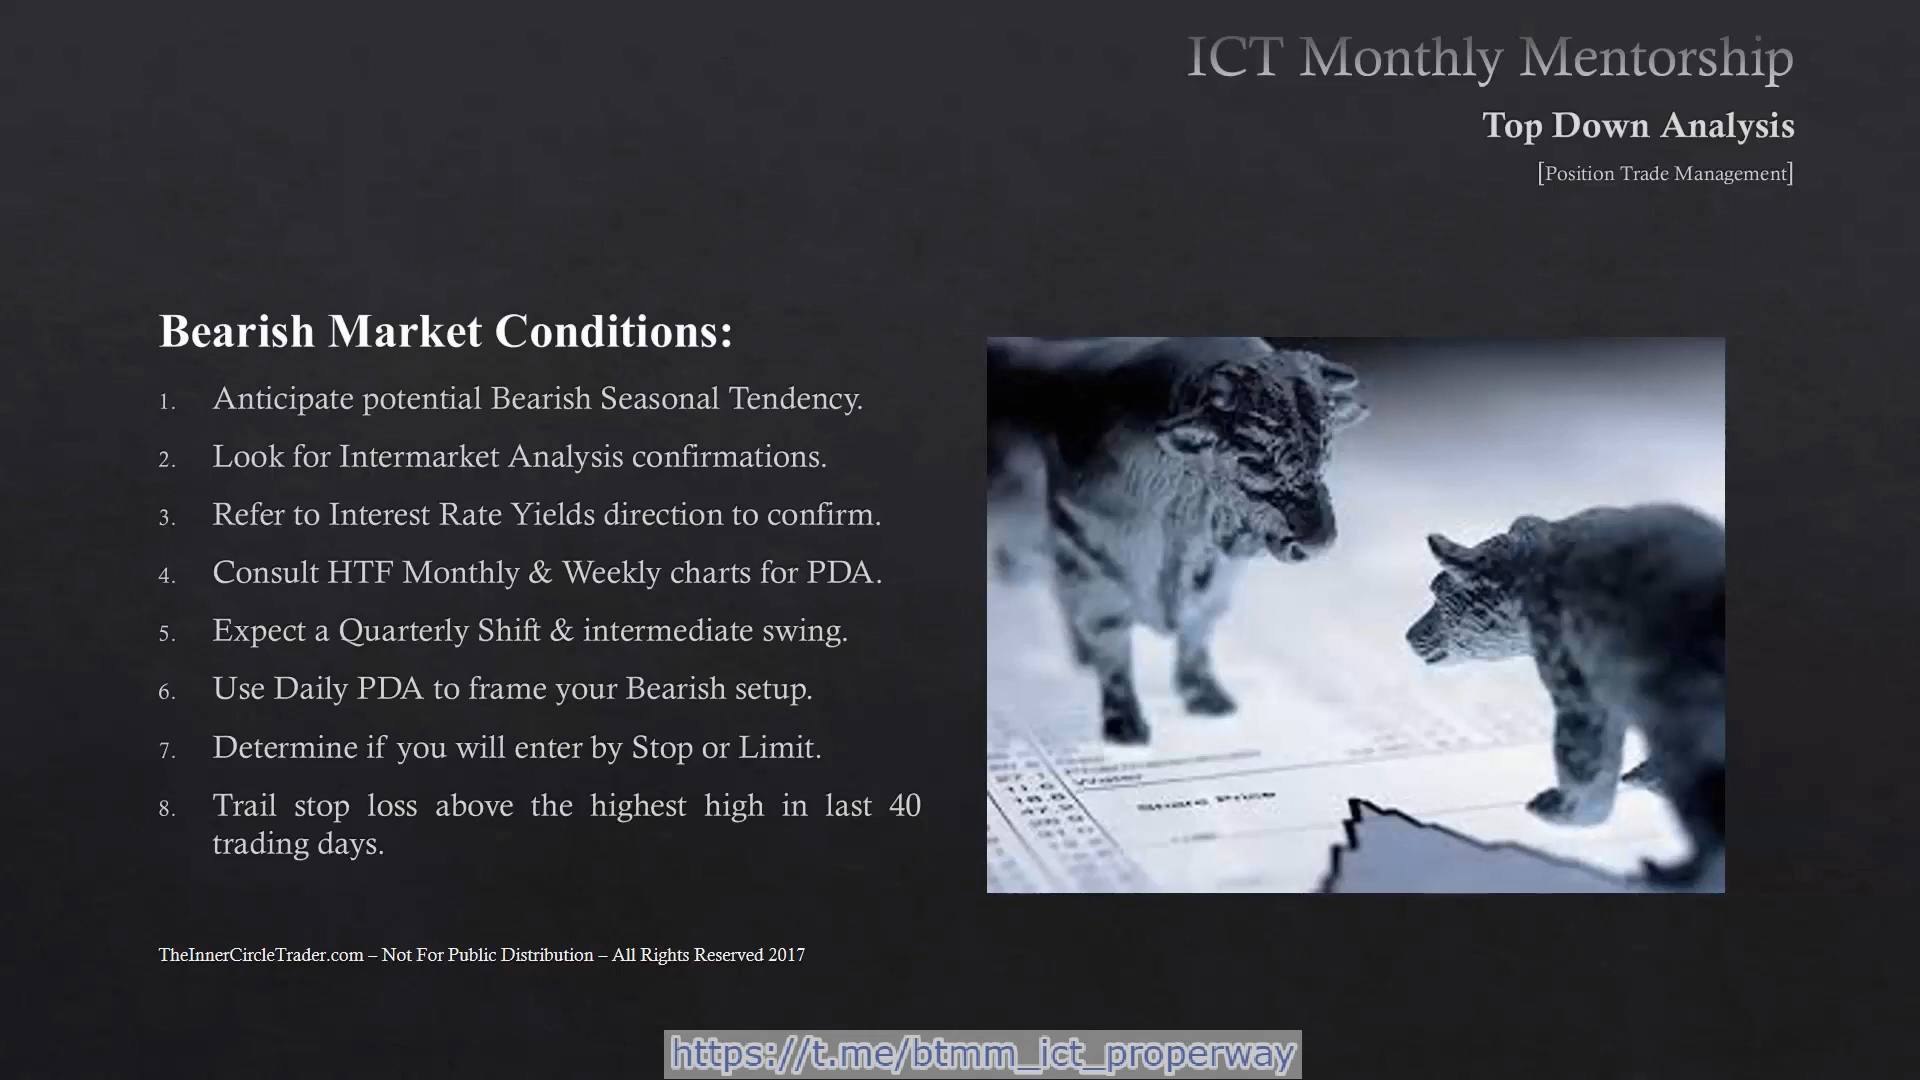 ICT Monthly Mentorship
Top Down Analysis
[Position Trade Management]
Bearish Market Conditions:
1. Anticipate potential Bearish Seasonal Tendency.
2. Look for Intermarket Analysis confirmations.
3. Refer to Interest Rate Yields direction to confirm.
4. Consult HTF Monthly & Weekly charts for PDA.
5. Expect a Quarterly Shift & intermediate swing.
6. Use Daily PDA to frame your Bearish setup.
7. Determine if you will enter by Stop or Limit.
8. Trail stop loss above the highest high in last 40
trading days.
Water
Share Price
TheInnerCircleTrader.com – Not For Public Distribution – All Rights Reserved 2017
https://t.me/btmm_ict_properway